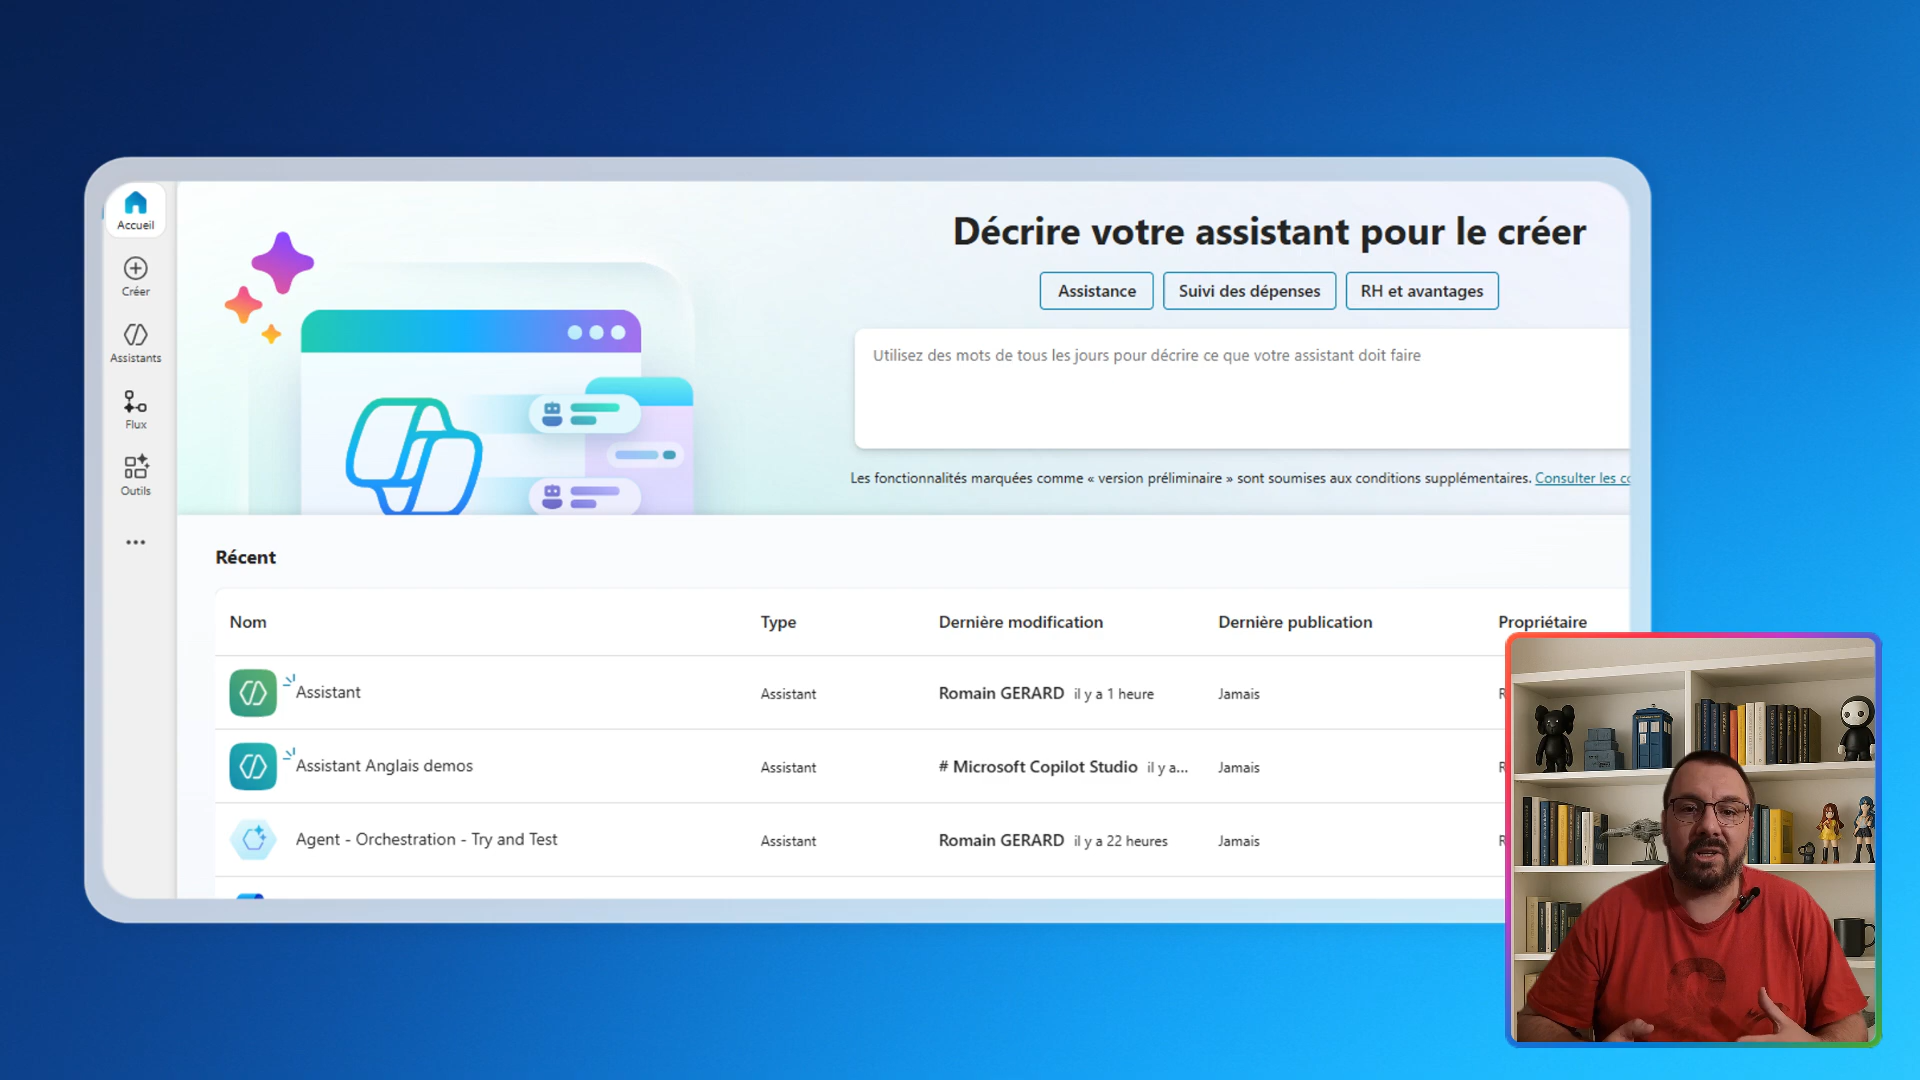 Accueil
Créer
Assistants
Flux
Outils
Décrire votre assistant pour le créer
Assistance
Suivi des dépenses
RH et avantages
Utilisez des mots de tous les jours pour décrire ce que votre assistant doit faire
Les fonctionnalités marquées comme « version préliminaire » sont soumises aux conditions supplémentaires. Consulter les
Récent
Nom Type Dernière modification Dernière publication Propriétaire
Assistant Assistant Romain GERARD il y a 1 heure Jamais
Assistant Anglais demos Assistant # Microsoft Copilot Studio il y a... Jamais
Agent - Orchestration - Try and Test Assistant Romain GERARD il y a 22 heures Jamais